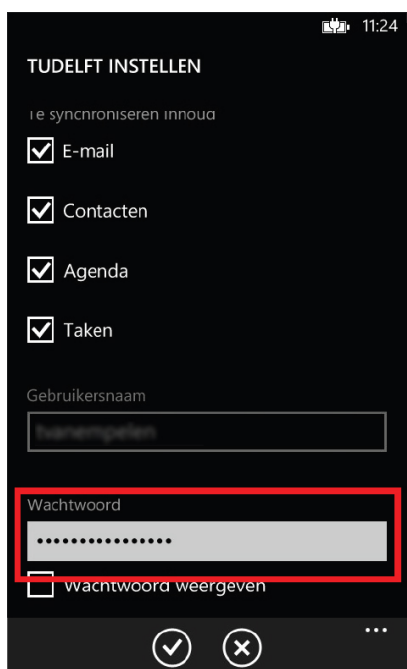 11:24
TUDELFT INSTELLEN
Te synchroniseren inhoud
E-mail
Contacten
Agenda
Taken
Gebruikersnaam
Wachtwoord
••••••••••••••••
Wachtwoord weergeven
...